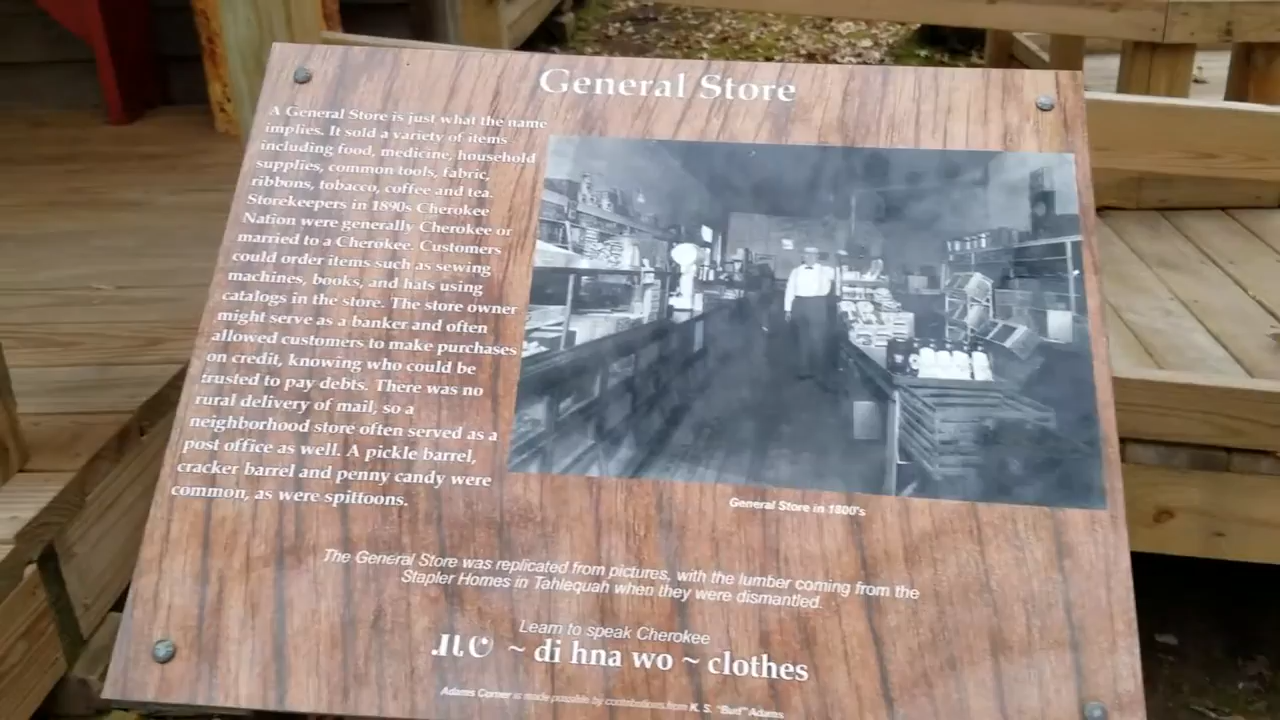 General Store
A General Store is just what the name
implies. It sold a variety of items
including food, medicine, household
supplies, common tools, fabric,
ribbons, tobacco, coffee and tea.
Storekeepers in 1890s Cherokee
Nation were generally Cherokee or
married to a Cherokee. Customers
could order items such as sewing
machines, books, and hats using
catalogs in the store. The store owner
might serve as a banker and often
allowed customers to make purchases
on credit, knowing who could be
trusted to pay debts. There was no
rural delivery of mail, so a
neighborhood store often served as a
post office as well. A pickle barrel,
cracker barrel and penny candy were
common, as were spittoons.
General Store in 1800's
The General Store was replicated from pictures, with the lumber coming from the
Stapler Homes in Tahlequah when they were dismantled.
Learn to speak Cherokee
ᏗᏂᏬ ~ di hna wo ~ clothes
Adams Corner is made possible by contributions from K. S. "Bud" Adams